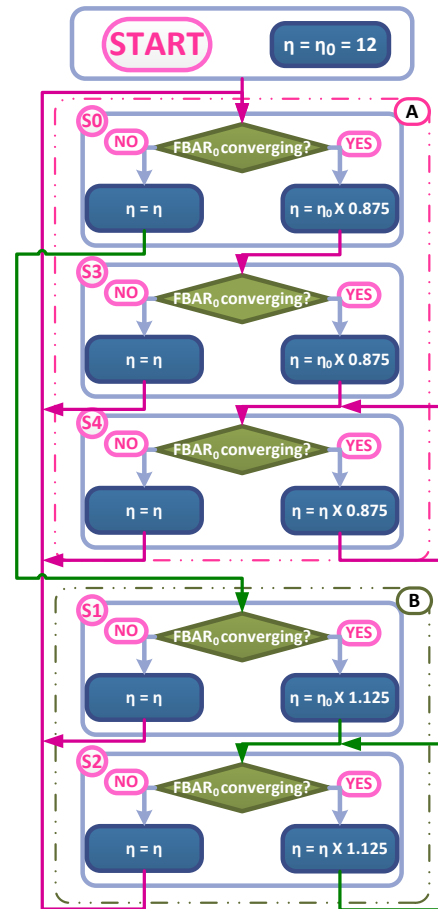 START
η = η₀ = 12
A
S0
FBAR₀ converging?
NO
YES
η = η
η = η₀ X 0.875
S3
FBAR₀ converging?
NO
YES
η = η
η = η₀ X 0.875
S4
FBAR₀ converging?
NO
YES
η = η
η = η X 0.875
B
S1
FBAR₀ converging?
NO
YES
η = η
η = η₀ X 1.125
S2
FBAR₀ converging?
NO
YES
η = η
η = η X 1.125